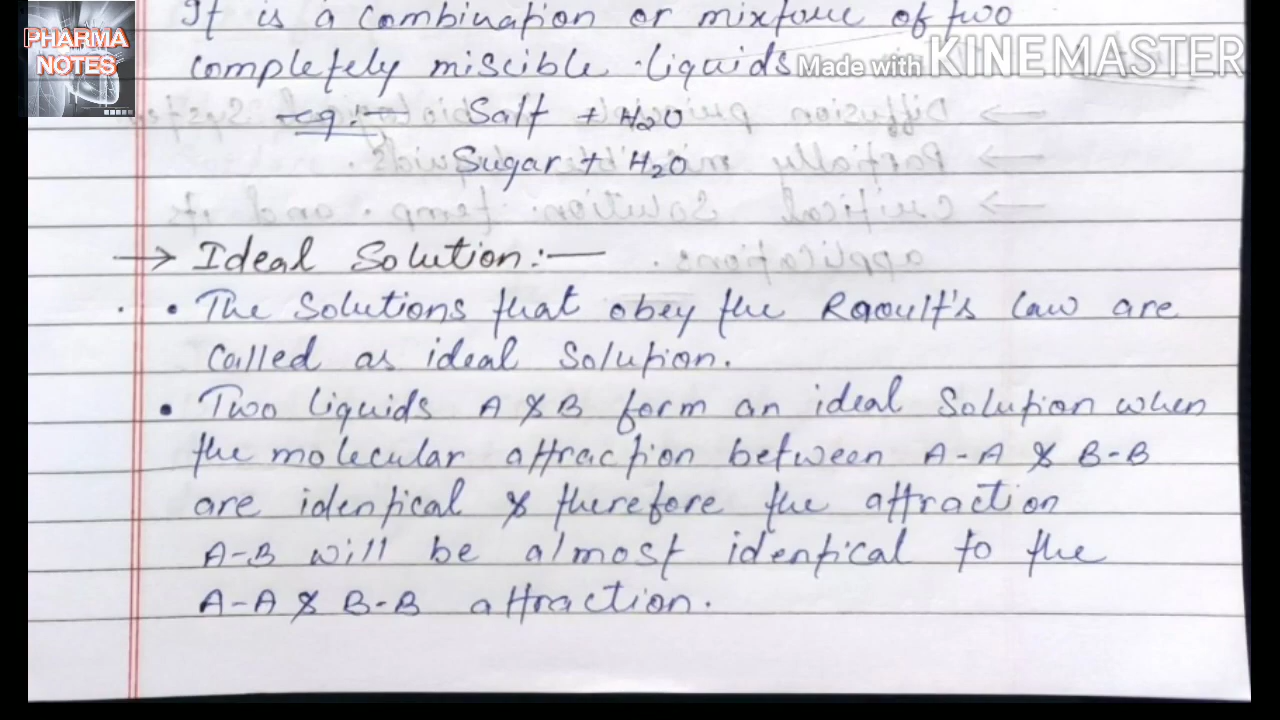 It is a combination or mixture of two
PHARMA
NOTES
completely miscible liquids
Made with KINEMASTER
eg:- Salt + H2O
Sugar + H2O
→ Ideal Solution:-
• The Solutions that obey the Raoult's law are
called as ideal solution.
• Two liquids A & B form an ideal solution when
the molecular attraction between A-A & B-B
are identical & therefore the attraction
A-B will be almost identical to the
A-A & B-B attraction.